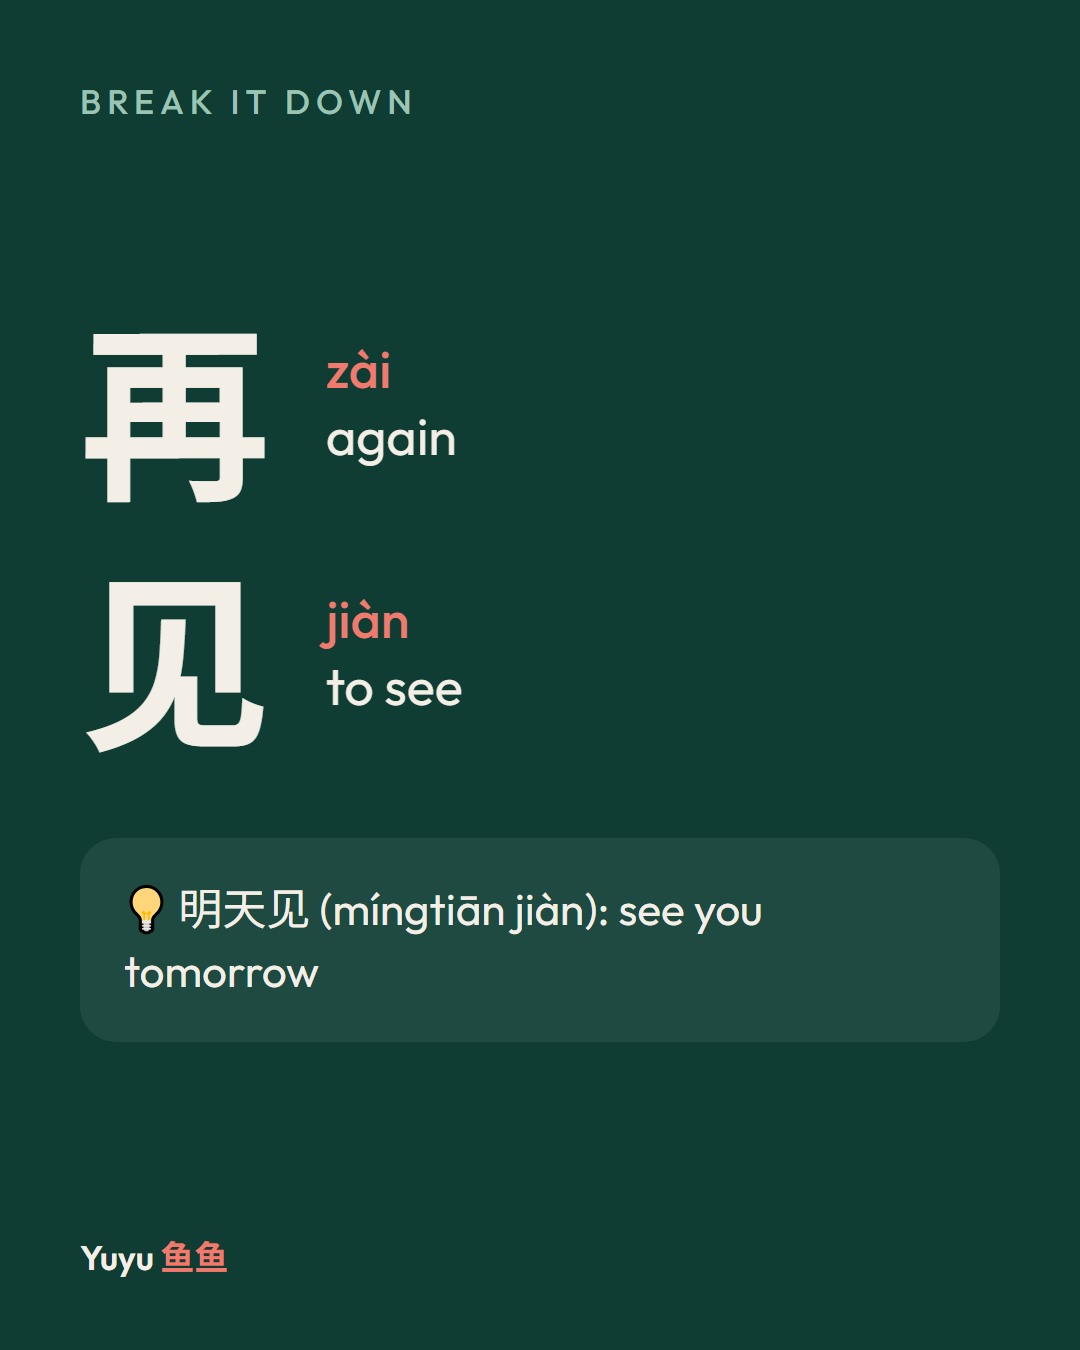 BREAK IT DOWN
再
zài
again
见
jiàn
to see
💡 明天见 (míngtiān jiàn): see you
tomorrow
Yuyu 鱼鱼